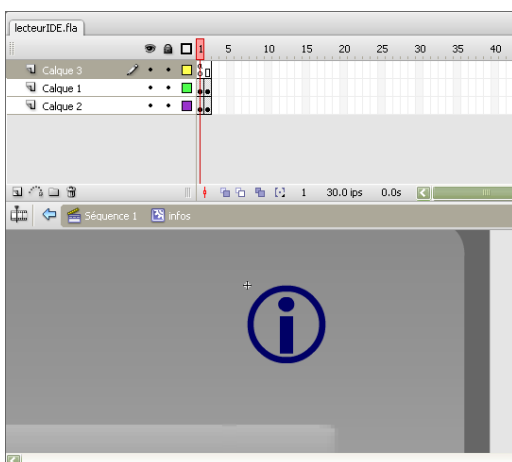 lecteurIDE.fla
1 5 10 15 20 25 30 35 40
Calque 3
Calque 1
Calque 2
1 30.0 ips 0.0s
Séquence 1 infos
i